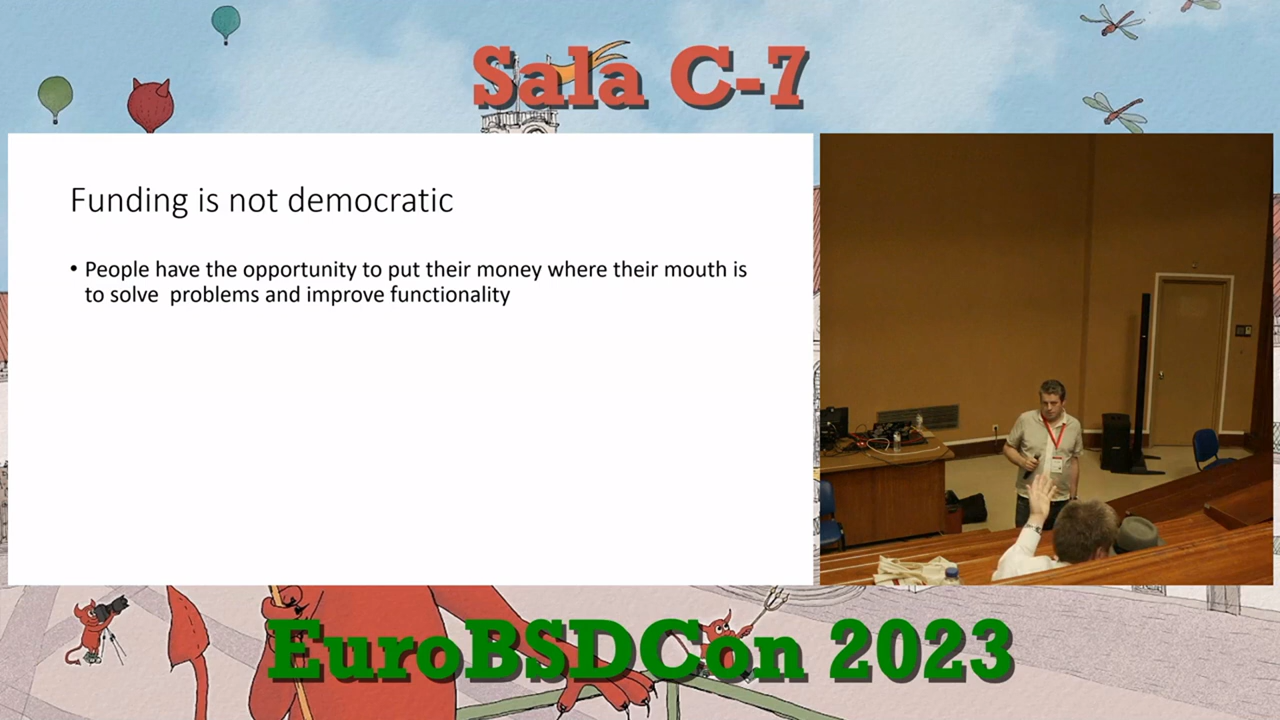 Sala C-7
Funding is not democratic
• People have the opportunity to put their money where their mouth is
to solve  problems and improve functionality
EuroBSDCon 2023